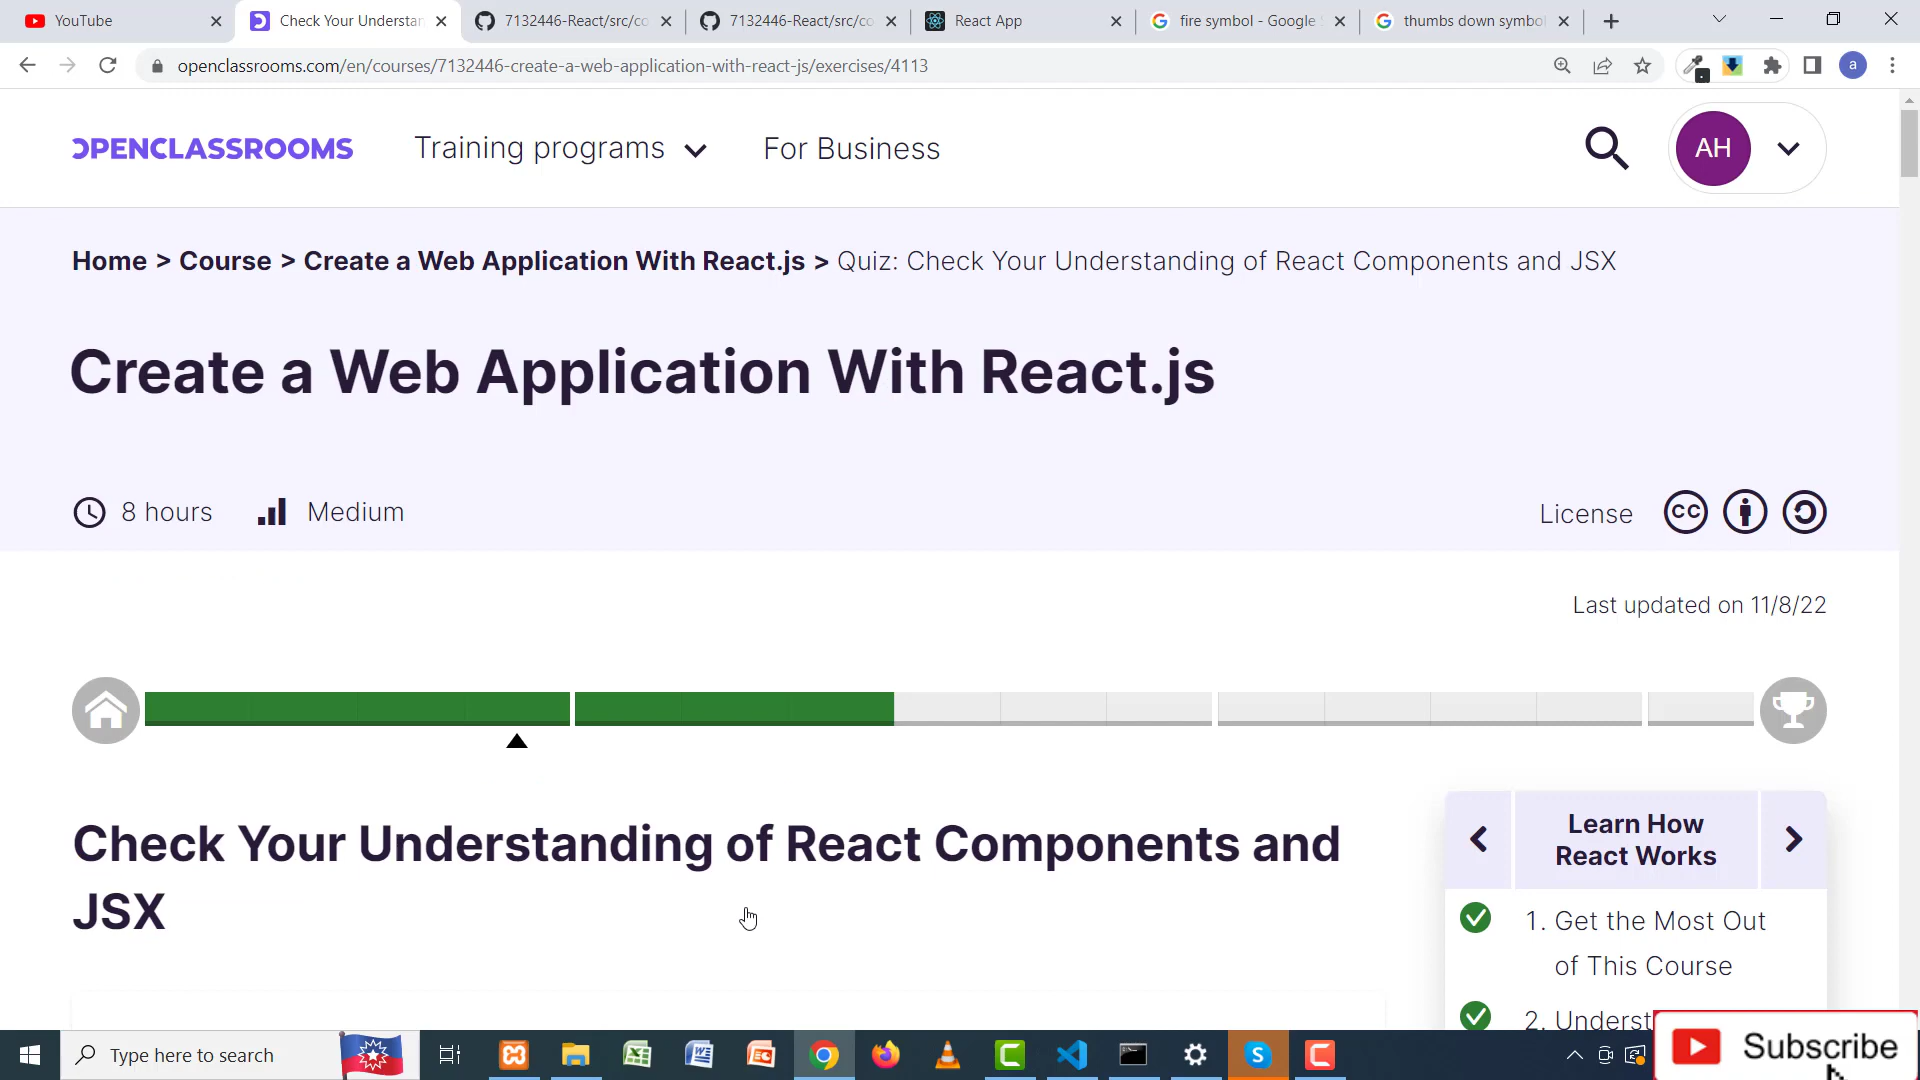 YouTube
Check Your Understan
7132446-React/src/co
7132446-React/src/co
React App
fire symbol - Google
thumbs down symbol
openclassrooms.com/en/courses/7132446-create-a-web-application-with-react-js/exercises/4113
a
OPENCLASSROOMS
Training programs
For Business
AH
Home > Course > Create a Web Application With React.js > Quiz: Check Your Understanding of React Components and JSX
Create a Web Application With React.js
8 hours
Medium
License
CC
Last updated on 11/8/22
Check Your Understanding of React Components and
JSX
Learn How
React Works
1. Get the Most Out
of This Course
2. Underst
Type here to search
Subscribe